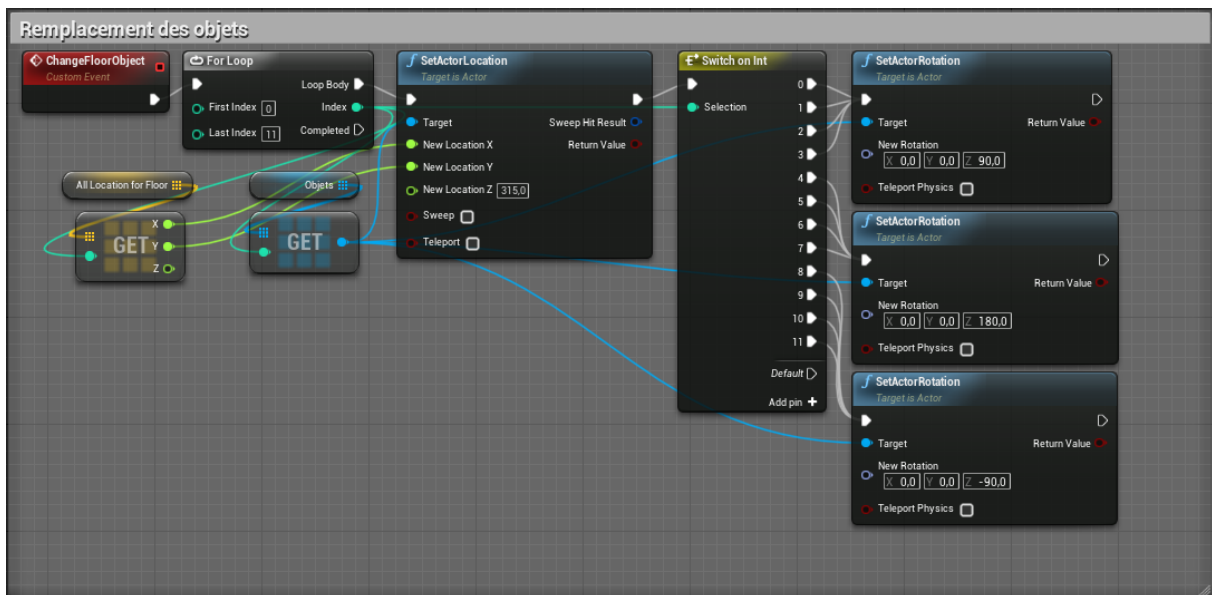 Remplacement des objets
ChangeFloorObject
Custom Event
For Loop
Loop Body
First Index 0
Index
Last Index 11
Completed
All Location for Floor
Objets
GET
X
Y
Z
GET
SetActorLocation
Target is Actor
Target
Sweep Hit Result
New Location X
Return Value
New Location Y
New Location Z 315,0
Sweep
Teleport
Switch on Int
Selection
0
1
2
3
4
5
6
7
8
9
10
11
Default
Add pin +
SetActorRotation
Target is Actor
Target
Return Value
New Rotation
X 0,0 Y 0,0 Z 90,0
Teleport Physics
SetActorRotation
Target is Actor
Target
Return Value
New Rotation
X 0,0 Y 0,0 Z 180,0
Teleport Physics
SetActorRotation
Target is Actor
Target
Return Value
New Rotation
X 0,0 Y 0,0 Z -90,0
Teleport Physics